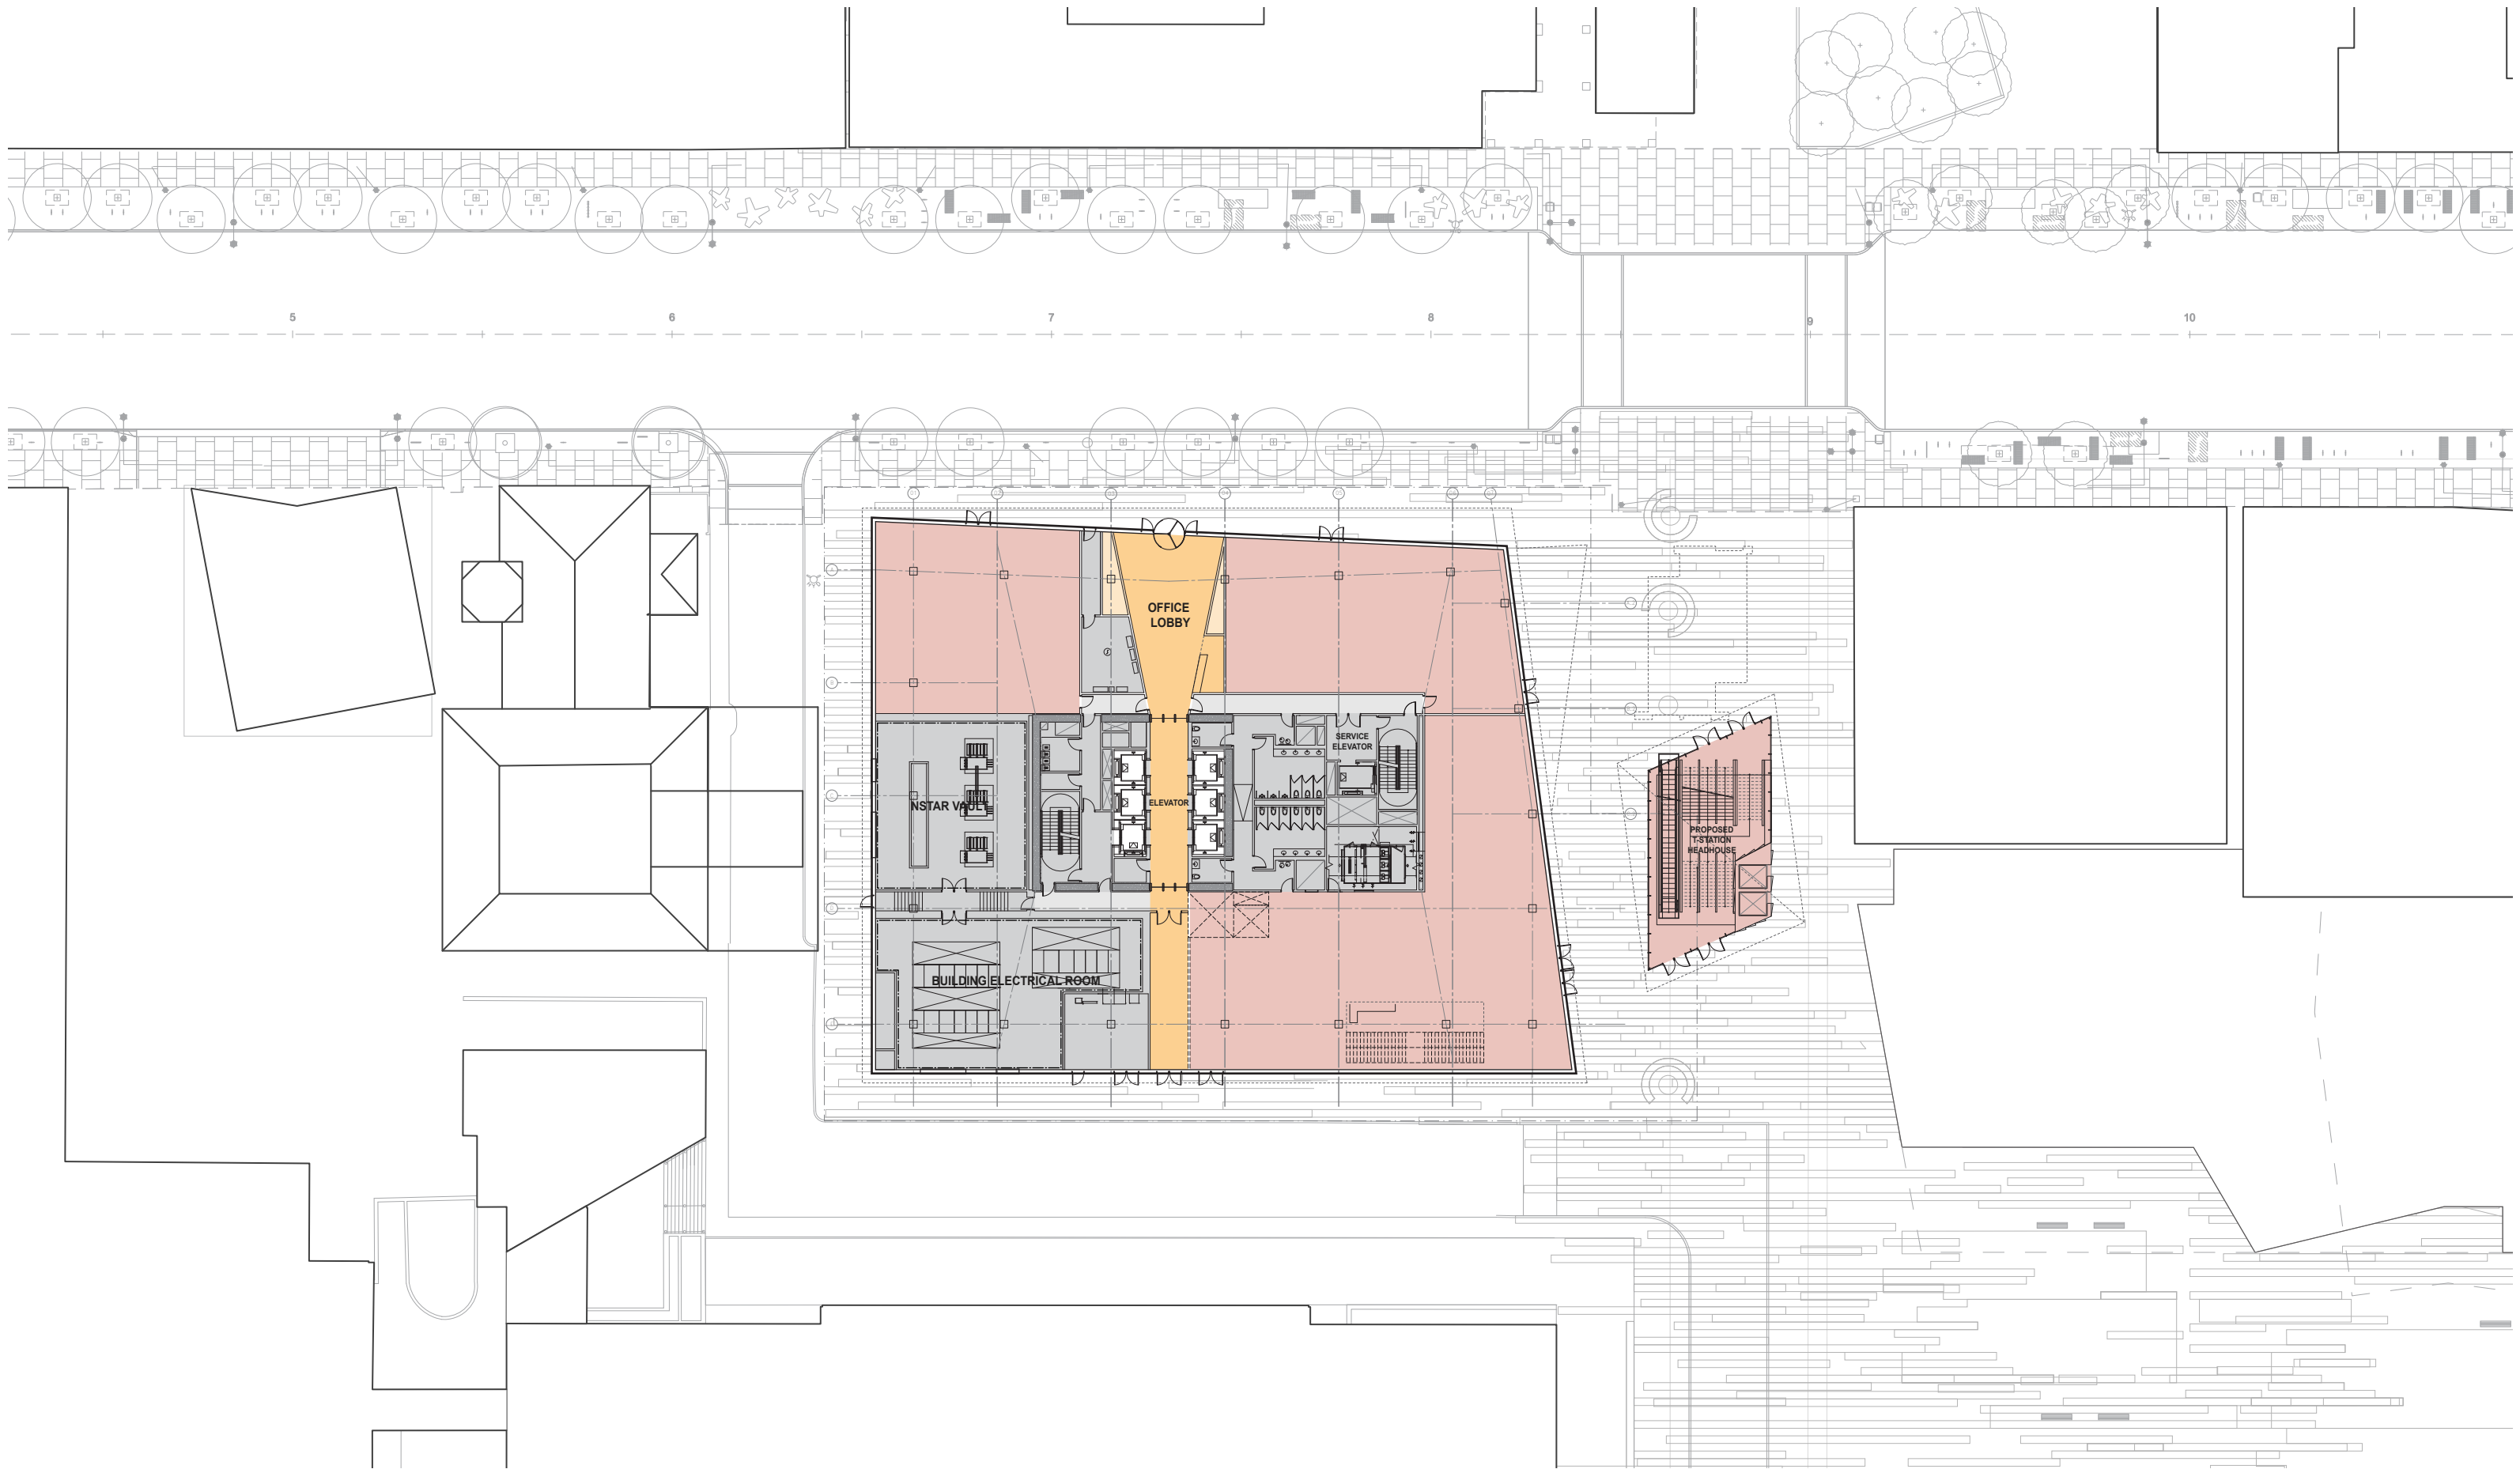 5
6
7
8
9
10
OFFICE
LOBBY
SERVICE
ELEVATOR
NSTAR VAULT
ELEVATOR
PROPOSED
T-STATION
HEADHOUSE
BUILDING ELECTRICAL ROOM